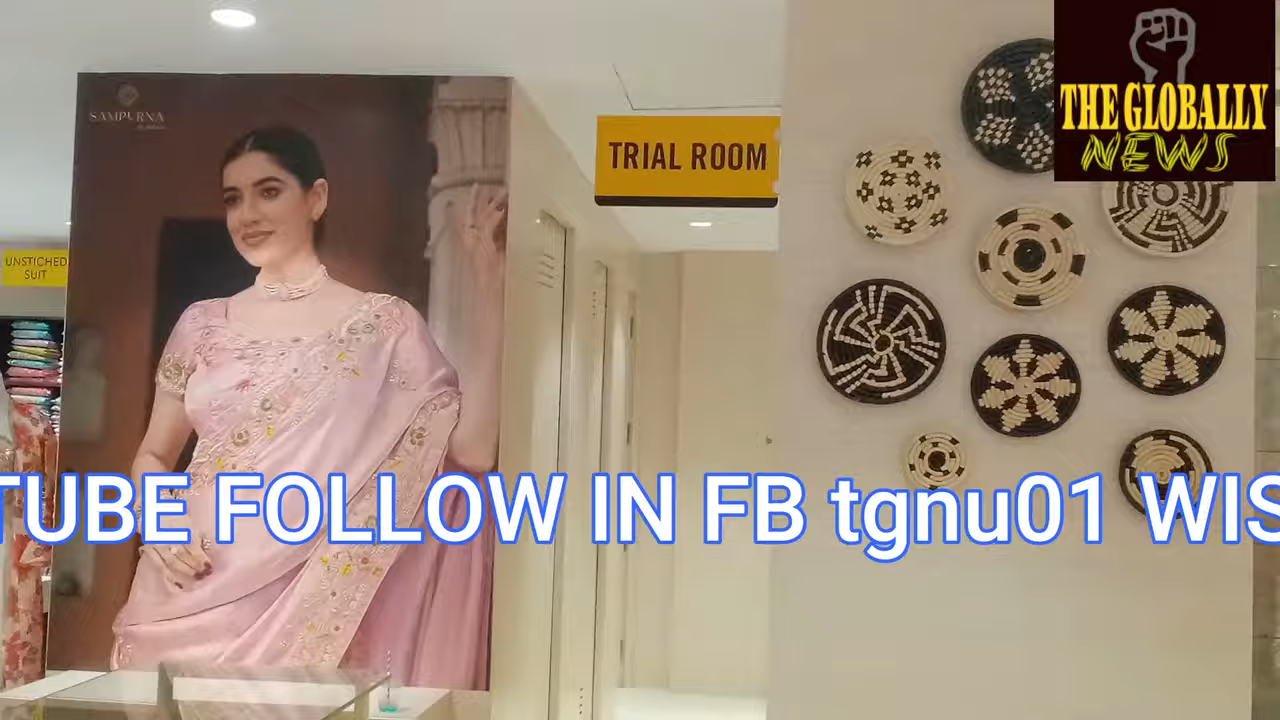 SAMPURNA
TRIAL ROOM
THE GLOBALLY
NEWS
UNSTICHED
SUIT
TUBE FOLLOW IN FB tgnu01 WIS